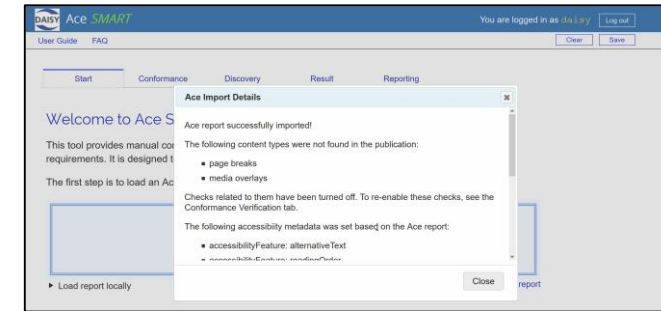 DAISY Ace SMART
You are logged in as daisy Log out
User Guide FAQ
Clear Save
Start Conformance Discovery Result Reporting
Ace Import Details
Welcome to Ace S
Ace report successfully imported!
This tool provides manual con
The following content types were not found in the publication:
requirements. It is designed t
page breaks
media overlays
The first step is to load an Ac
Checks related to them have been turned off. To re-enable these checks, see the
Conformance Verification tab.
The following accessibiity metadata was set based on the Ace report:
accessibilityFeature: alternativeText
accessibilityFeature: readingOrder
Close
Load report locally
report